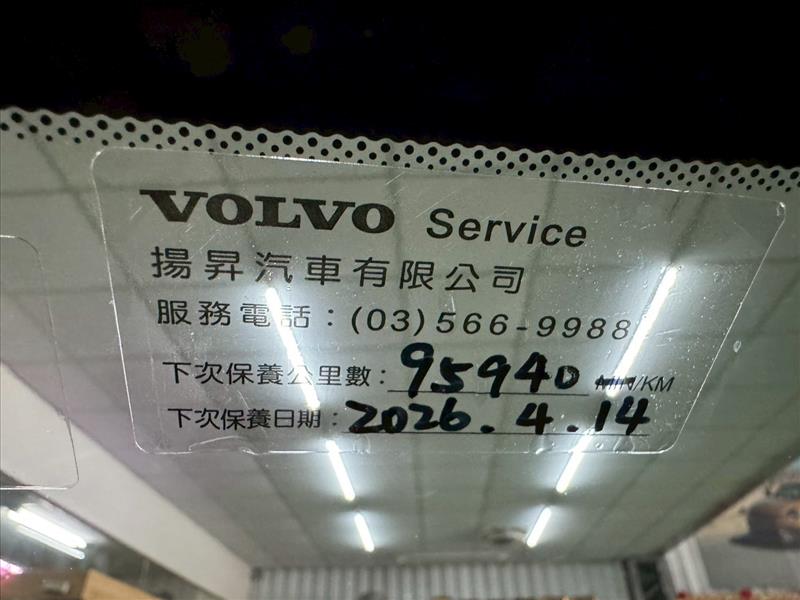 VOLVO Service
揚昇汽車有限公司
服務電話：(03)566-9988
下次保養公里數：95940 MIN/KM
下次保養日期：2026.4.14